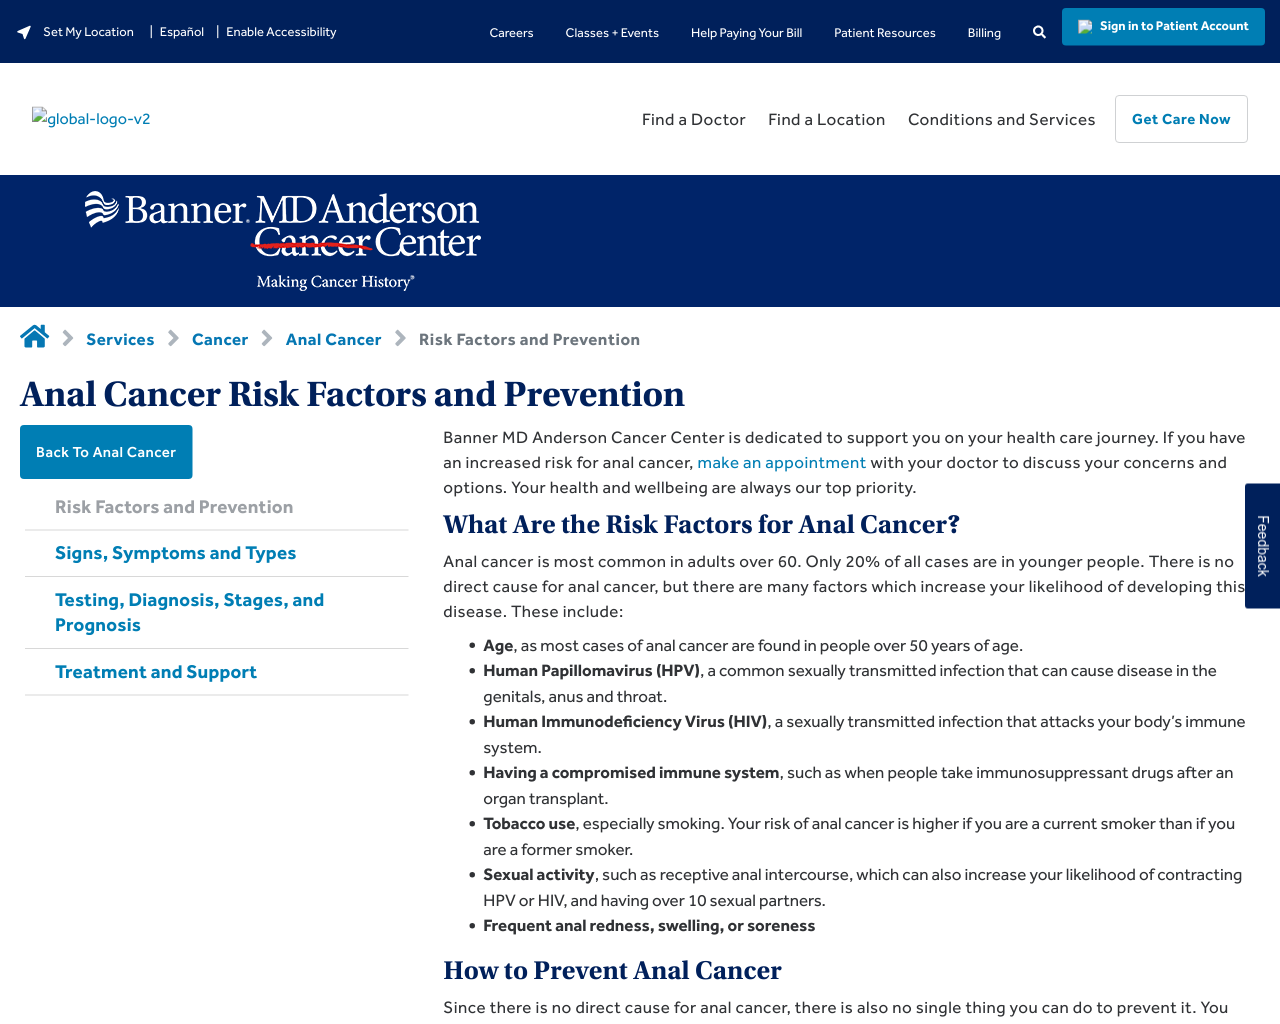 Set My Location | Español | Enable Accessibility
Careers Classes + Events Help Paying Your Bill Patient Resources Billing Sign in to Patient Account
global-logo-v2
Find a Doctor Find a Location Conditions and Services Get Care Now
Banner® MD Anderson
Cancer Center
Making Cancer History®
Services Cancer Anal Cancer Risk Factors and Prevention
Anal Cancer Risk Factors and Prevention
Back To Anal Cancer
Risk Factors and Prevention
Signs, Symptoms and Types
Testing, Diagnosis, Stages, and
Prognosis
Treatment and Support
Banner MD Anderson Cancer Center is dedicated to support you on your health care journey. If you have
an increased risk for anal cancer, make an appointment with your doctor to discuss your concerns and
options. Your health and wellbeing are always our top priority.
What Are the Risk Factors for Anal Cancer?
Anal cancer is most common in adults over 60. Only 20% of all cases are in younger people. There is no
direct cause for anal cancer, but there are many factors which increase your likelihood of developing this
disease. These include:
• Age, as most cases of anal cancer are found in people over 50 years of age.
• Human Papillomavirus (HPV), a common sexually transmitted infection that can cause disease in the
genitals, anus and throat.
• Human Immunodeficiency Virus (HIV), a sexually transmitted infection that attacks your body’s immune
system.
• Having a compromised immune system, such as when people take immunosuppressant drugs after an
organ transplant.
• Tobacco use, especially smoking. Your risk of anal cancer is higher if you are a current smoker than if you
are a former smoker.
• Sexual activity, such as receptive anal intercourse, which can also increase your likelihood of contracting
HPV or HIV, and having over 10 sexual partners.
• Frequent anal redness, swelling, or soreness
How to Prevent Anal Cancer
Since there is no direct cause for anal cancer, there is also no single thing you can do to prevent it. You
Feedback